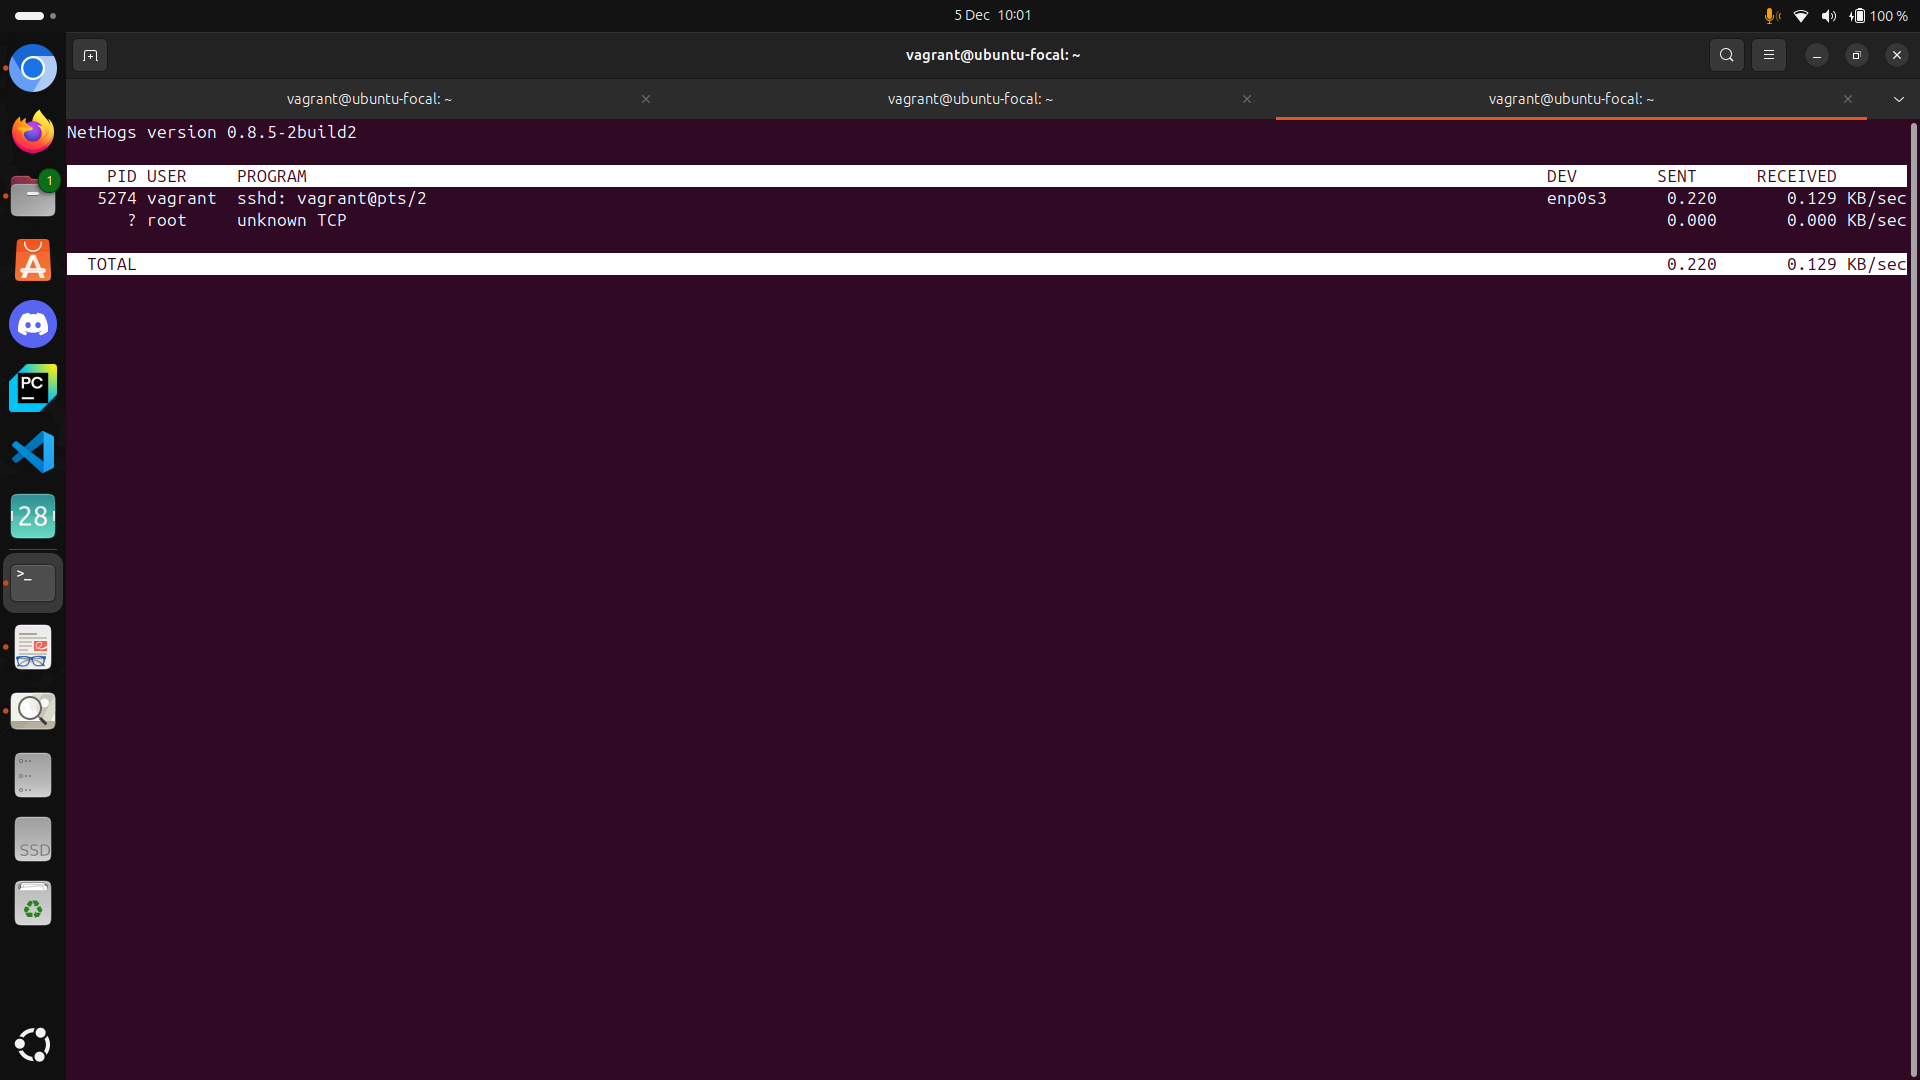 5 Dec 10:01
100 %
vagrant@ubuntu-focal: ~
vagrant@ubuntu-focal: ~
vagrant@ubuntu-focal: ~
vagrant@ubuntu-focal: ~
NetHogs version 0.8.5-2build2
PID USER PROGRAM DEV SENT RECEIVED
5274 vagrant sshd: vagrant@pts/2 enp0s3 0.220 0.129 KB/sec
? root unknown TCP 0.000 0.000 KB/sec
TOTAL 0.220 0.129 KB/sec
1
A
PC
28
>_
SSD